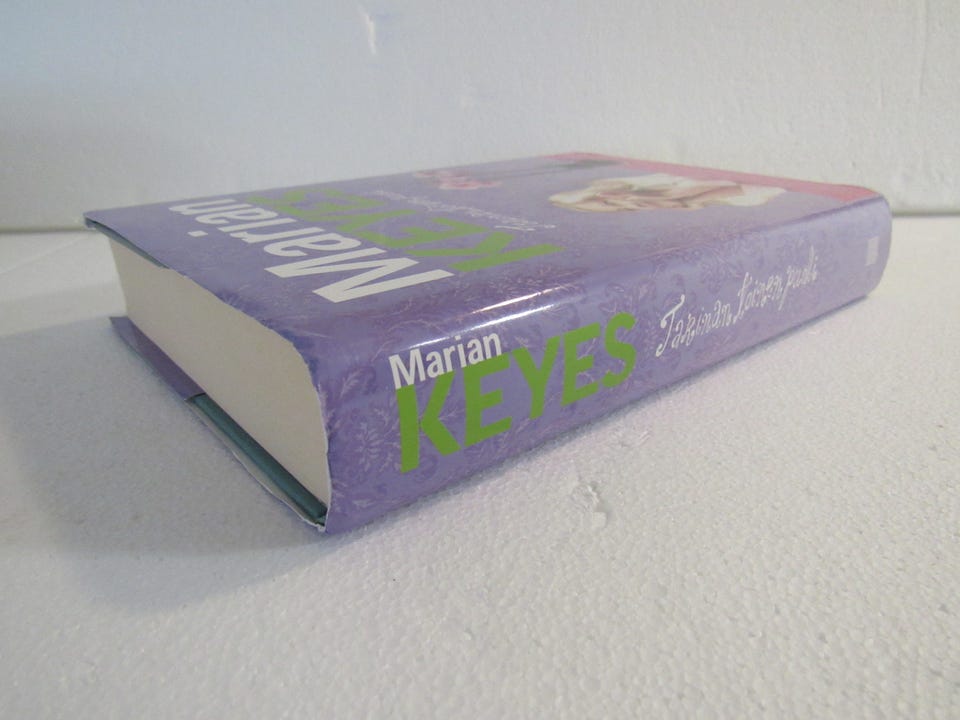 Marian
KEYES
Marian
KEYES
Tarinan toinen puoli